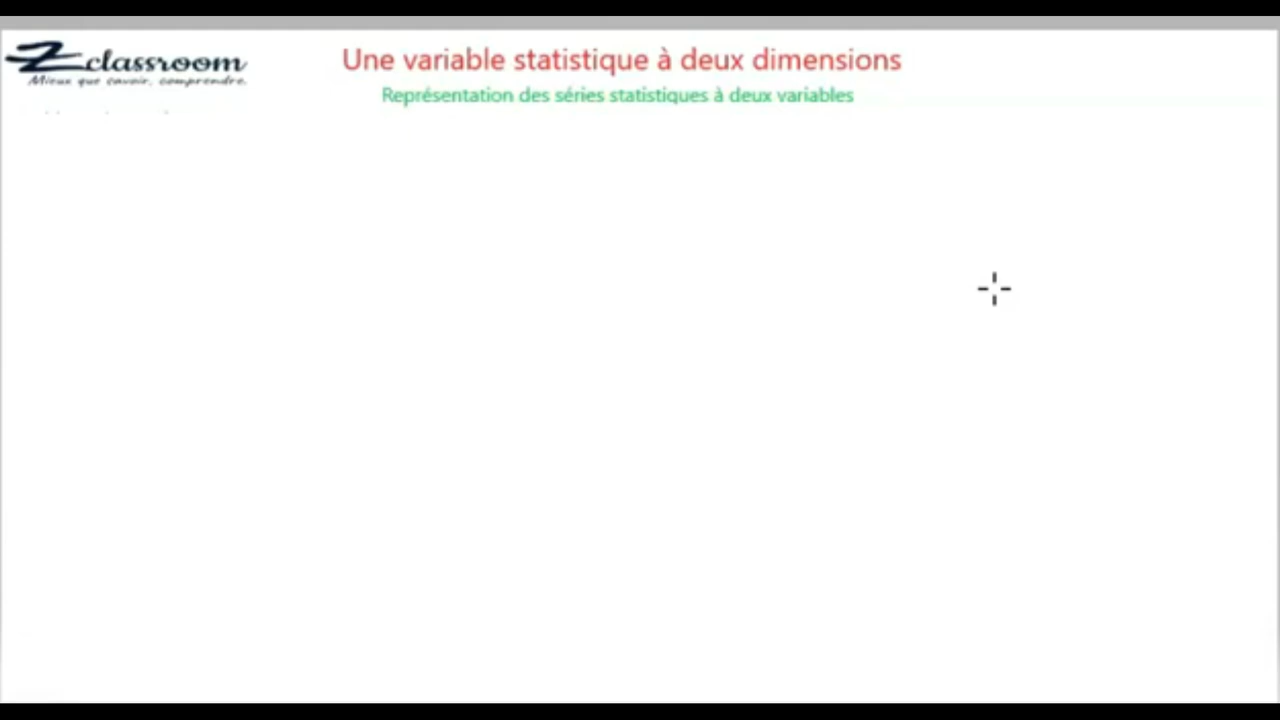 Zclassroom
Mieux que savoir, comprendre.
Une variable statistique à deux dimensions
Représentation des séries statistiques à deux variables